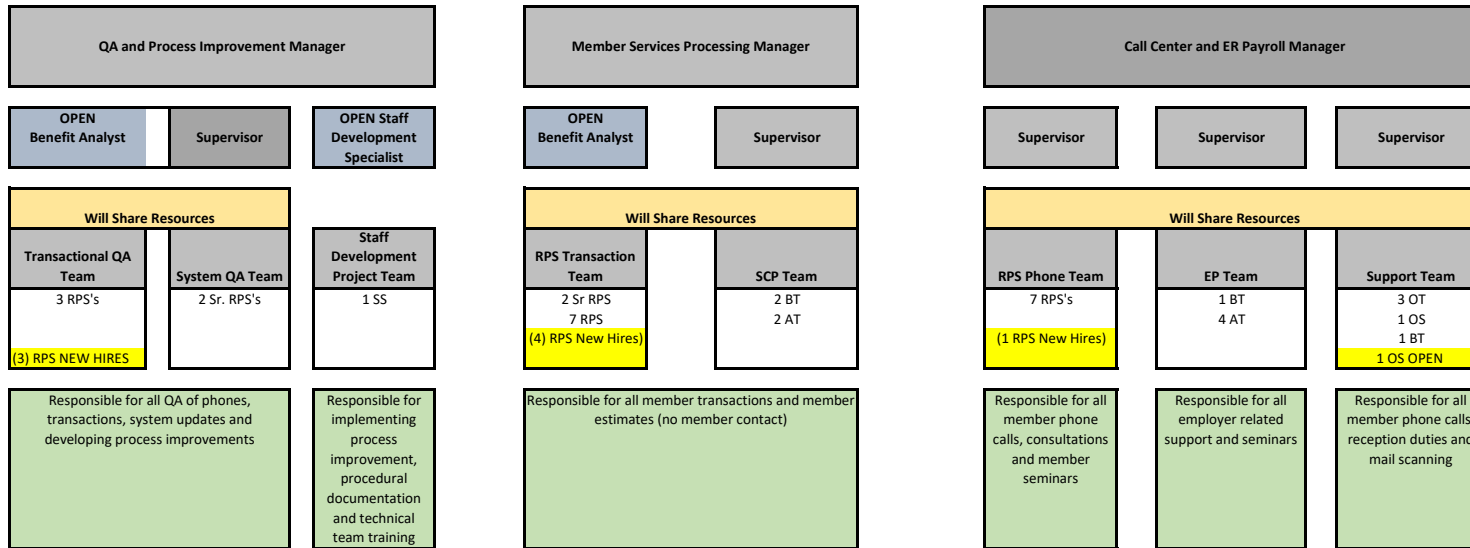 QA and Process Improvement Manager
Member Services Processing Manager
Call Center and ER Payroll Manager
OPEN
Benefit Analyst
Supervisor
OPEN Staff
Development
Specialist
OPEN
Benefit Analyst
Supervisor
Supervisor
Supervisor
Supervisor
Will Share Resources
Will Share Resources
Will Share Resources
Transactional QA
Team
System QA Team
Staff
Development
Project Team
RPS Transaction
Team
SCP Team
RPS Phone Team
EP Team
Support Team
3 RPS's
(3) RPS NEW HIRES
2 Sr. RPS's
1 SS
2 Sr RPS
7 RPS
(4) RPS New Hires)
2 BT
2 AT
7 RPS's
(1 RPS New Hires)
1 BT
4 AT
3 OT
1 OS
1 BT
1 OS OPEN
Responsible for all QA of phones,
transactions, system updates and
developing process improvements
Responsible for
implementing
process
improvement,
procedural
documentation
and technical
team training
Responsible for all member transactions and member
estimates (no member contact)
Responsible for all
member phone
calls, consultations
and member
seminars
Responsible for all
employer related
support and seminars
Responsible for all
member phone calls
reception duties and
mail scanning